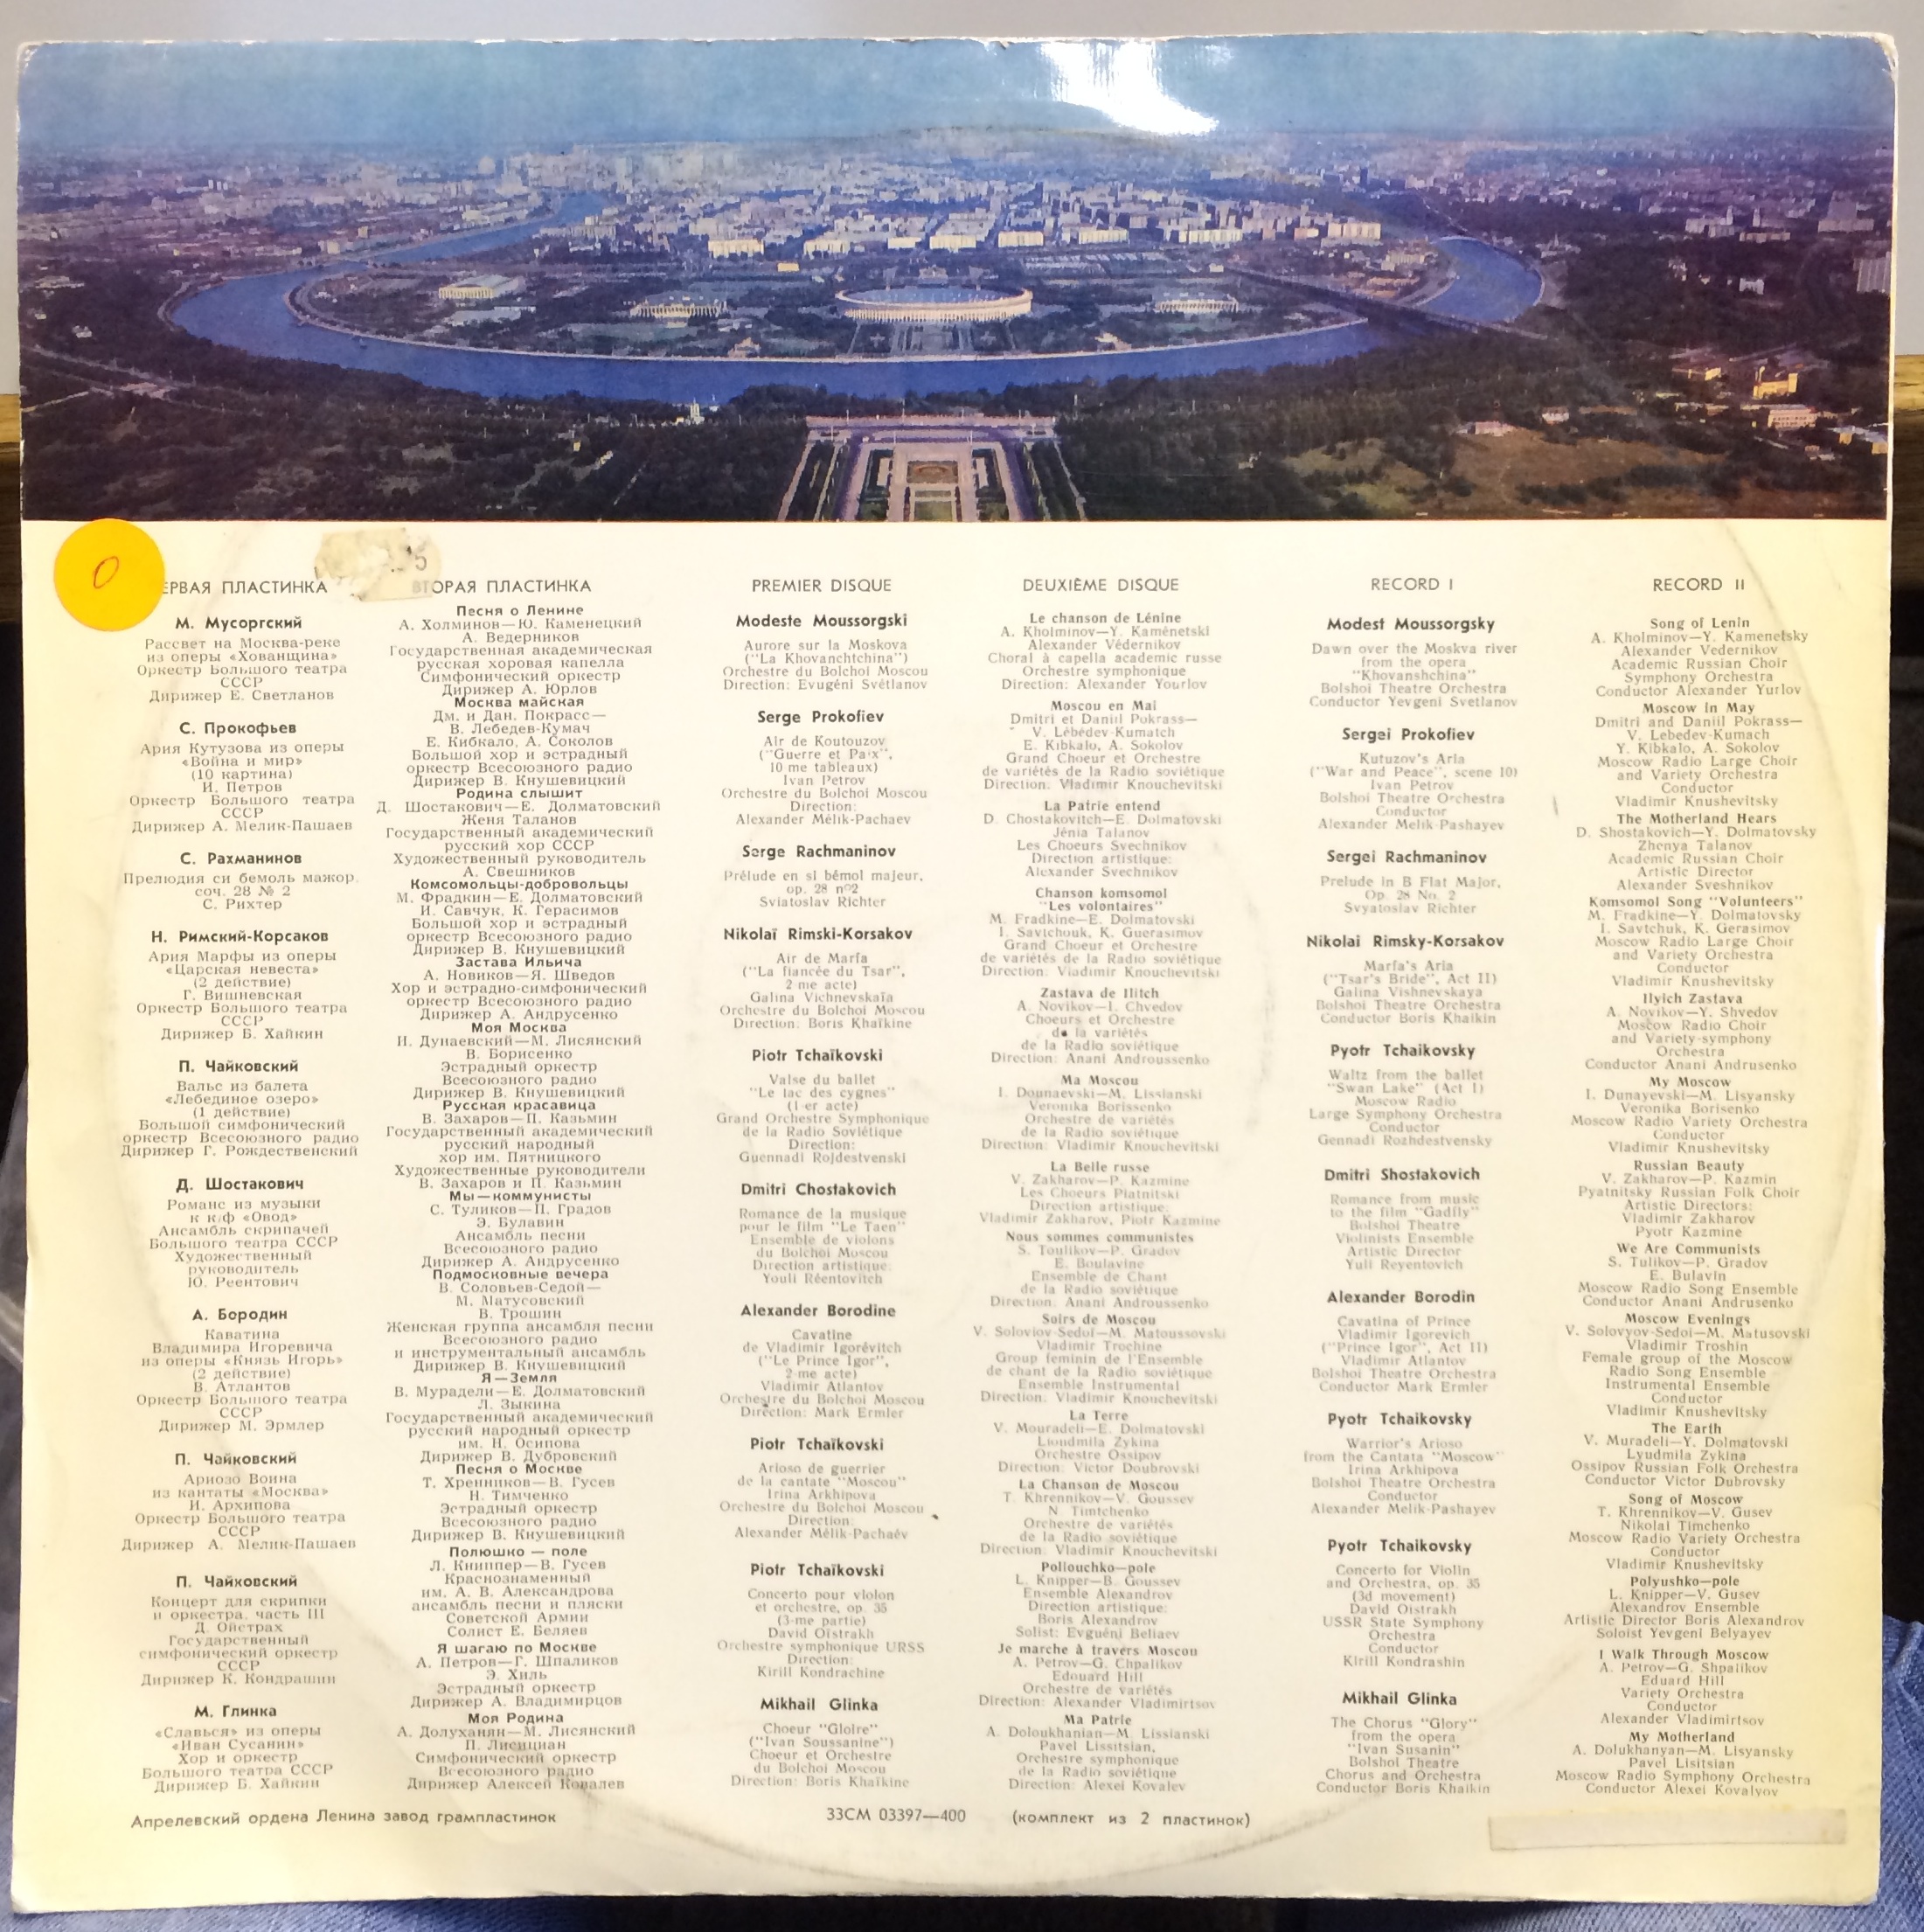 О
5
ЕРВАЯ ПЛАСТИНКА
М. Мусоргский
Рассвет на Москва-реке
из оперы «Хованщина»
Оркестр Большого театра
СССР
Дирижер Е. Светланов
С. Прокофьев
Ария Кутузова из оперы
«Война и мир»
(10 картина)
И. Петров
Оркестр Большого театра
СССР
Дирижер А. Мелик-Пашаев
С. Рахманинов
Прелюдия си бемоль мажор,
соч. 28 № 2
С. Рихтер
Н. Римский-Корсаков
Ария Марфы из оперы
«Царская невеста»
(2 действие)
Г. Вишневская
Оркестр Большого театра
СССР
Дирижер Б. Хайкин
П. Чайковский
Вальс из балета
«Лебединое озеро»
(1 действие)
Большой симфонический
оркестр Всесоюзного радио
Дирижер Г. Рождественский
Д. Шостакович
Романс из музыки
к к/ф «Овод»
Ансамбль скрипачей
Большого театра СССР
Художественный
руководитель
Ю. Реентович
А. Бородин
Каватина
Владимира Игоревича
из оперы «Князь Игорь»
(2 действие)
В. Атлантов
Оркестр Большого театра
СССР
Дирижер М. Эрмлер
П. Чайковский
Ариозо Воина
из кантаты «Москва»
И. Архипова
Оркестр Большого театра
СССР
Дирижер А. Мелик-Пашаев
П. Чайковский
Концерт для скрипки
и оркестра, часть III
Д. Ойстрах
Государственный
симфонический оркестр
СССР
Дирижер К. Кондрашин
М. Глинка
«Славься» из оперы
«Иван Сусанин»
Хор и оркестр
Большого театра СССР
Дирижер Б. Хайкин
ВТОРАЯ ПЛАСТИНКА
Песня о Ленине
А. Холминов—Ю. Каменецкий
А. Ведерников
Государственная академическая
русская хоровая капелла
Симфонический оркестр
Дирижер А. Юрлов
Москва майская
Дм. и Дан. Покрасс—
В. Лебедев-Кумач
Е. Кибкало, А. Соколов
Большой хор и эстрадный
оркестр Всесоюзного радио
Дирижер В. Кнушевицкий
Родина слышит
Д. Шостакович—Е. Долматовский
Женя Таланов
Государственный академический
русский хор СССР
Художественный руководитель
А. Свешников
Комсомольцы-добровольцы
М. Фрадкин—Е. Долматовский
И. Савчук, К. Герасимов
Большой хор и эстрадный
оркестр Всесоюзного радио
Дирижер В. Кнушевицкий
Застава Ильича
А. Новиков—Я. Шведов
Хор и эстрадно-симфонический
оркестр Всесоюзного радио
Дирижер А. Андрусенко
Моя Москва
И. Дунаевский—М. Лисянский
В. Борисенко
Эстрадный оркестр
Всесоюзного радио
Дирижер В. Кнушевицкий
Русская красавица
В. Захаров—П. Казьмин
Государственный академический
русский народный
хор им. Пятницкого
Художественные руководители
В. Захаров и П. Казьмин
Мы—коммунисты
С. Туликов—П. Градов
Э. Булавин
Ансамбль песни
Всесоюзного радио
Дирижер А. Андрусенко
Подмосковные вечера
В. Соловьев-Седой—
М. Матусовский
В. Трошин
Женская группа ансамбля песни
Всесоюзного радио
и инструментальный ансамбль
Дирижер В. Кнушевицкий
Я—Земля
В. Мурадели—Е. Долматовский
Л. Зыкина
Государственный академический
русский народный оркестр
им. Н. Осипова
Дирижер В. Дубровский
Песня о Москве
Т. Хренников—В. Гусев
Н. Тимченко
Эстрадный оркестр
Всесоюзного радио
Дирижер В. Кнушевицкий
Полюшко — поле
Л. Книппер—В. Гусев
Краснознаменный
им. А. В. Александрова
ансамбль песни и пляски
Советской Армии
Солист Е. Беляев
Я шагаю по Москве
А. Петров—Г. Шпаликов
Э. Хиль
Эстрадный оркестр
Дирижер А. Владимирцов
Моя Родина
А. Долуханян—М. Лисянский
П. Лисициан
Симфонический оркестр
Всесоюзного радио
Дирижер Алексей Ковалев
PREMIER DISQUE
Modeste Moussorgski
Aurore sur la Moskova
("La Khovanchtchina")
Orchestre du Bolchoi Moscou
Direction: Evugéni Svétlanov
Serge Prokofiev
Air de Koutouzov
("Guerre et Paix",
10 me tableaux)
Ivan Petrov
Orchestre du Bolchoi Moscou
Direction:
Alexander Mélik-Pachaev
Serge Rachmaninov
Prélude en si bémol majeur,
op. 28 nº2
Sviatoslav Richter
Nikolaï Rimski-Korsakov
Air de Marfa
("La fiancée du Tsar",
2 me acte)
Galina Vichnevskaïa
Orchestre du Bolchoi Moscou
Direction: Boris Khaïkine
Piotr Tchaïkovski
Valse du ballet
"Le lac des cygnes"
(1 er acte)
Grand Orchestre Symphonique
de la Radio Soviétique
Direction:
Guennadi Rojdestvenski
Dmitri Chostakovich
Romance de la musique
pour le film "Le Taen"
Ensemble de violons
du Bolchoi Moscou
Direction artistique:
Youli Réentovitch
Alexander Borodine
Cavatine
de Vladimir Igorévitch
("Le Prince Igor",
2 me acte)
Vladimir Atlantov
Orchestre du Bolchoi Moscou
Direction: Mark Ermler
Piotr Tchaïkovski
Arioso de guerrier
de la cantate "Moscou"
Irina Arkhipova
Orchestre du Bolchoi Moscou
Direction:
Alexander Mélik-Pachaév
Piotr Tchaïkovski
Concerto pour violon
et orchestre, op. 35
(3-me partie)
David Oistrakh
Orchestre symphonique URSS
Direction:
Kirill Kondrachine
Mikhail Glinka
Choeur "Gloire"
("Ivan Soussanine")
Choeur et Orchestre
du Bolchoi Moscou
Direction: Boris Khaïkine
DEUXIÈME DISQUE
Le chanson de Lénine
A. Kholminov—Y. Kaménetski
Alexander Védernikov
Choral à capella academic russe
Orchestre symphonique
Direction: Alexander Yourlov
Moscou en Mai
Dmitri et Daniil Pokrass—
V. Lébédev-Kumatch
E. Kibkalo, A. Sokolov
Grand Choeur et Orchestre
de variétés de la Radio soviétique
Direction: Vladimir Knouchevitski
La Patrie entend
D. Chostakovitch—E. Dolmatovski
Jénia Talanov
Les Choeurs Svechnikov
Direction artistique:
Alexander Svechnikov
Chanson komsomol
"Les volontaires"
M. Fradkine—E. Dolmatovski
I. Savtchouk, K. Guerasimov
Grand Choeur et Orchestre
de variétés de la Radio soviétique
Direction: Vladimir Knouchevitski
Zastava de Ilitch
A. Novikov—I. Chvedov
Choeurs et Orchestre
de la variétés
de la Radio soviétique
Direction: Anani Androussenko
Ma Moscou
I. Dounaevski—M. Lissianski
Veronika Borissenko
Orchestre de variétés
de la Radio soviétique
Direction: Vladimir Knouchevitski
La Belle russe
V. Zakharov—P. Kazmine
Les Choeurs Piatnitski
Direction artistique:
Vladimir Zakharov, Piotr Kazmine
Nous sommes communistes
S. Toulikov—P. Gradov
E. Boulavine
Ensemble de Chant
de la Radio soviétique
Direction: Anani Androussenko
Soirs de Moscou
V. Soloviov-Sedoï—M. Matoussovski
Vladimir Trochine
Group feminin de l'Ensemble
de chant de la Radio soviétique
Ensemble Instrumental
Direction: Vladimir Knouchevitski
La Terre
V. Mouradeli—E. Dolmatovski
Lioudmila Zykina
Orchestre Ossipov
Direction: Victor Doubrovski
La Chanson de Moscou
T. Khrennikov—V. Goussev
N. Timtchenko
Orchestre de variétés
de la Radio soviétique
Direction: Vladimir Knouchevitski
Poliouchko—pole
L. Knipper—B. Goussev
Ensemble Alexandrov
Direction artistique:
Boris Alexandrov
Solist: Evguéni Beliaev
Je marche à travers Moscou
A. Petrov—G. Chpalikov
Edouard Hill
Orchestre de variétés
Direction: Alexander Vladimirtsov
Ma Patrie
A. Doloukhanian—M. Lissianski
Pavel Lissitsian,
Orchestre symphonique
de la Radio soviétique
Direction: Alexei Kovalev
RECORD I
Modest Moussorgsky
Dawn over the Moskva river
from the opera
"Khovanshchina"
Bolshoi Theatre Orchestra
Conductor Yevgeni Svetlanov
Sergei Prokofiev
Kutuzov's Aria
("War and Peace", scene 10)
Ivan Petrov
Bolshoi Theatre Orchestra
Conductor
Alexander Melik-Pashayev
Sergei Rachmaninov
Prelude in B Flat Major,
Op. 28 No. 2
Svyatoslav Richter
Nikolai Rimsky-Korsakov
Marfa's Aria
("Tsar's Bride", Act II)
Galina Vishnevskaya
Bolshoi Theatre Orchestra
Conductor Boris Khaikin
Pyotr Tchaikovsky
Waltz from the ballet
"Swan Lake" (Act I)
Moscow Radio
Large Symphony Orchestra
Conductor
Gennadi Rozhdestvensky
Dmitri Shostakovich
Romance from music
to the film "Gadfly"
Bolshoi Theatre
Violinists Ensemble
Artistic Director
Yuli Reyentovich
Alexander Borodin
Cavatina of Prince
Vladimir Igorevich
("Prince Igor", Act II)
Vladimir Atlantov
Bolshoi Theatre Orchestra
Conductor Mark Ermler
Pyotr Tchaikovsky
Warrior's Arioso
from the Cantata "Moscow"
Irina Arkhipova
Bolshoi Theatre Orchestra
Conductor
Alexander Melik-Pashayev
Pyotr Tchaikovsky
Concerto for Violin
and Orchestra, op. 35
(3d movement)
David Oistrakh
USSR State Symphony
Orchestra
Conductor
Kirill Kondrashin
Mikhail Glinka
The Chorus "Glory"
from the opera
"Ivan Susanin"
Bolshoi Theatre
Chorus and Orchestra
Conductor Boris Khaikin
RECORD II
Song of Lenin
A. Kholminov—Y. Kamenetsky
Alexander Vedernikov
Academic Russian Choir
Symphony Orchestra
Conductor Alexander Yurlov
Moscow in May
Dmitri and Daniil Pokrass—
V. Lebedev-Kumach
Y. Kibkalo, A. Sokolov
Moscow Radio Large Choir
and Variety Orchestra
Conductor
Vladimir Knushevitsky
The Motherland Hears
D. Shostakovich—Y. Dolmatovsky
Zhenya Talanov
Academic Russian Choir
Artistic Director
Alexander Sveshnikov
Komsomol Song "Volunteers"
M. Fradkine—Y. Dolmatovsky
I. Savtchuk, K. Gerasimov
Moscow Radio Large Choir
and Variety Orchestra
Conductor
Vladimir Knushevitsky
Ilyich Zastava
A. Novikov—Y. Shvedov
Moscow Radio Choir
and Variety-symphony
Orchestra
Conductor Anani Andrusenko
My Moscow
I. Dunayevski—M. Lisyansky
Veronika Borisenko
Moscow Radio Variety Orchestra
Conductor
Vladimir Knushevitsky
Russian Beauty
V. Zakharov—P. Kazmin
Pyatnitsky Russian Folk Choir
Artistic Directors:
Vladimir Zakharov
Pyotr Kazmine
We Are Communists
S. Tulikov—P. Gradov
E. Bulavin
Moscow Radio Song Ensemble
Conductor Anani Andrusenko
Moscow Evenings
V. Solovyov-Sedoi—M. Matusovski
Vladimir Troshin
Female group of the Moscow
Radio Song Ensemble
Instrumental Ensemble
Conductor
Vladimir Knushevitsky
The Earth
V. Muradeli—Y. Dolmatovski
Lyudmila Zykina
Ossipov Russian Folk Orchestra
Conductor Victor Dubrovsky
Song of Moscow
T. Khrennikov—V. Gusev
Nikolai Timchenko
Moscow Radio Variety Orchestra
Conductor
Vladimir Knushevitsky
Polyushko—pole
L. Knipper—V. Gusev
Alexandrov Ensemble
Artistic Director Boris Alexandrov
Soloist Yevgeni Belyayev
I Walk Through Moscow
A. Petrov—G. Shpalikov
Eduard Hill
Variety Orchestra
Conductor
Alexander Vladimirtsov
My Motherland
A. Dolukhanyan—M. Lisyansky
Pavel Lisitsian
Moscow Radio Symphony Orchestra
Conductor Alexei Kovalyov
Апрелевский ордена Ленина завод грампластинок
33СМ 03397—400
(комплект из 2 пластинок)